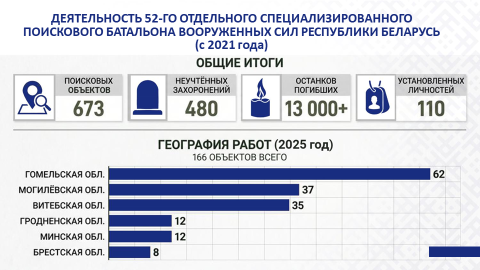 ДЕЯТЕЛЬНОСТЬ 52-ГО ОТДЕЛЬНОГО СПЕЦИАЛИЗИРОВАННОГО
ПОИСКОВОГО БАТАЛЬОНА ВООРУЖЕННЫХ СИЛ РЕСПУБЛИКИ БЕЛАРУСЬ
(с 2021 года)
ОБЩИЕ ИТОГИ
ПОИСКОВЫХ
ОБЪЕКТОВ
673
НЕУЧТЁННЫХ
ЗАХОРОНЕНИЙ
480
ОСТАНКОВ
ПОГИБШИХ
13 000+
УСТАНОВЛЕННЫХ
ЛИЧНОСТЕЙ
110
ГЕОГРАФИЯ РАБОТ (2025 год)
166 ОБЪЕКТОВ ВСЕГО
ГОМЕЛЬСКАЯ ОБЛ. 62
МОГИЛЁВСКАЯ ОБЛ. 37
ВИТЕБСКАЯ ОБЛ. 35
ГРОДНЕНСКАЯ ОБЛ. 12
МИНСКАЯ ОБЛ. 12
БРЕСТСКАЯ ОБЛ. 8